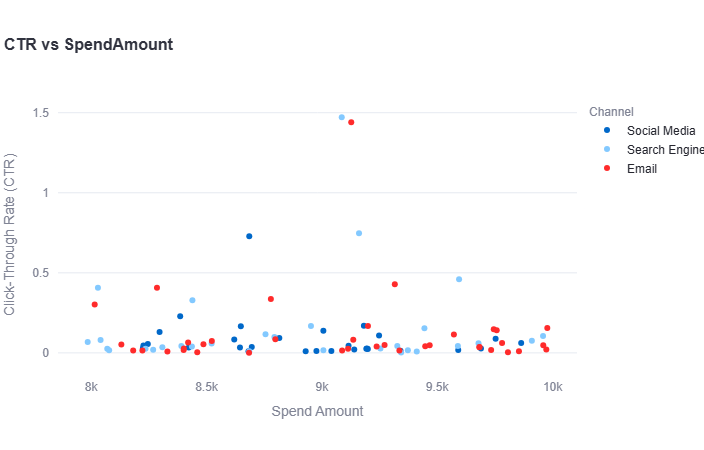 CTR vs SpendAmount
Click-Through Rate (CTR)
1.5
1
0.5
0
8k
8.5k
9k
9.5k
10k
Spend Amount
Channel
Social Media
Search Engine
Email